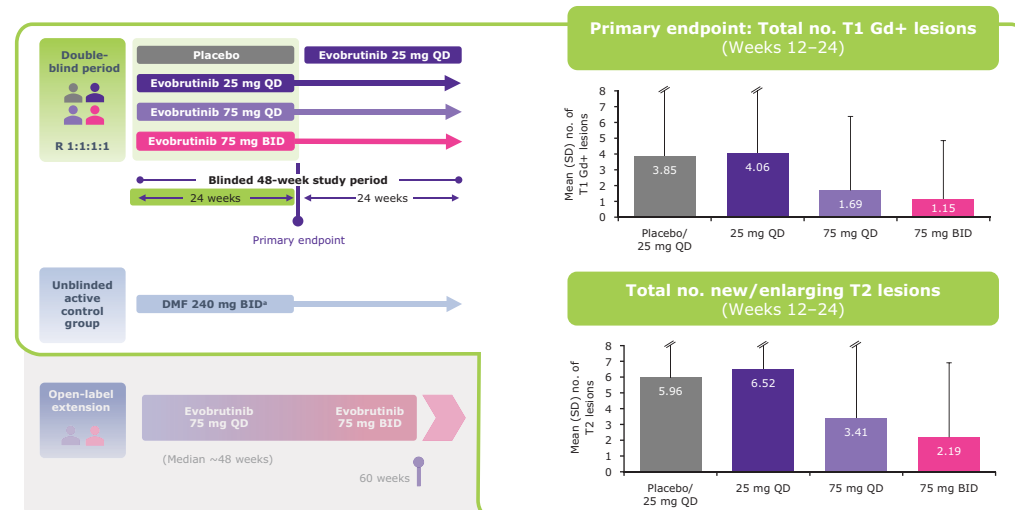 Double-
blind period
R 1:1:1:1
Placebo
Evobrutinib 25 mg QD
Evobrutinib 25 mg QD
Evobrutinib 75 mg QD
Evobrutinib 75 mg BID
Blinded 48-week study period
24 weeks
24 weeks
Primary endpoint
Unblinded
active
control
group
DMF 240 mg BIDᵃ
Open-label
extension
Evobrutinib
75 mg QD
Evobrutinib
75 mg BID
(Median ~48 weeks)
60 weeks
Primary endpoint: Total no. T1 Gd+ lesions
(Weeks 12–24)
Mean (SD) no. of
T1 Gd+ lesions
8
7
6
5
4
3
2
1
0
3.85
4.06
1.69
1.15
Placebo/
25 mg QD
25 mg QD
75 mg QD
75 mg BID
Total no. new/enlarging T2 lesions
(Weeks 12–24)
Mean (SD) no. of
T2 lesions
8
7
6
5
4
3
2
1
0
5.96
6.52
3.41
2.19
Placebo/
25 mg QD
25 mg QD
75 mg QD
75 mg BID